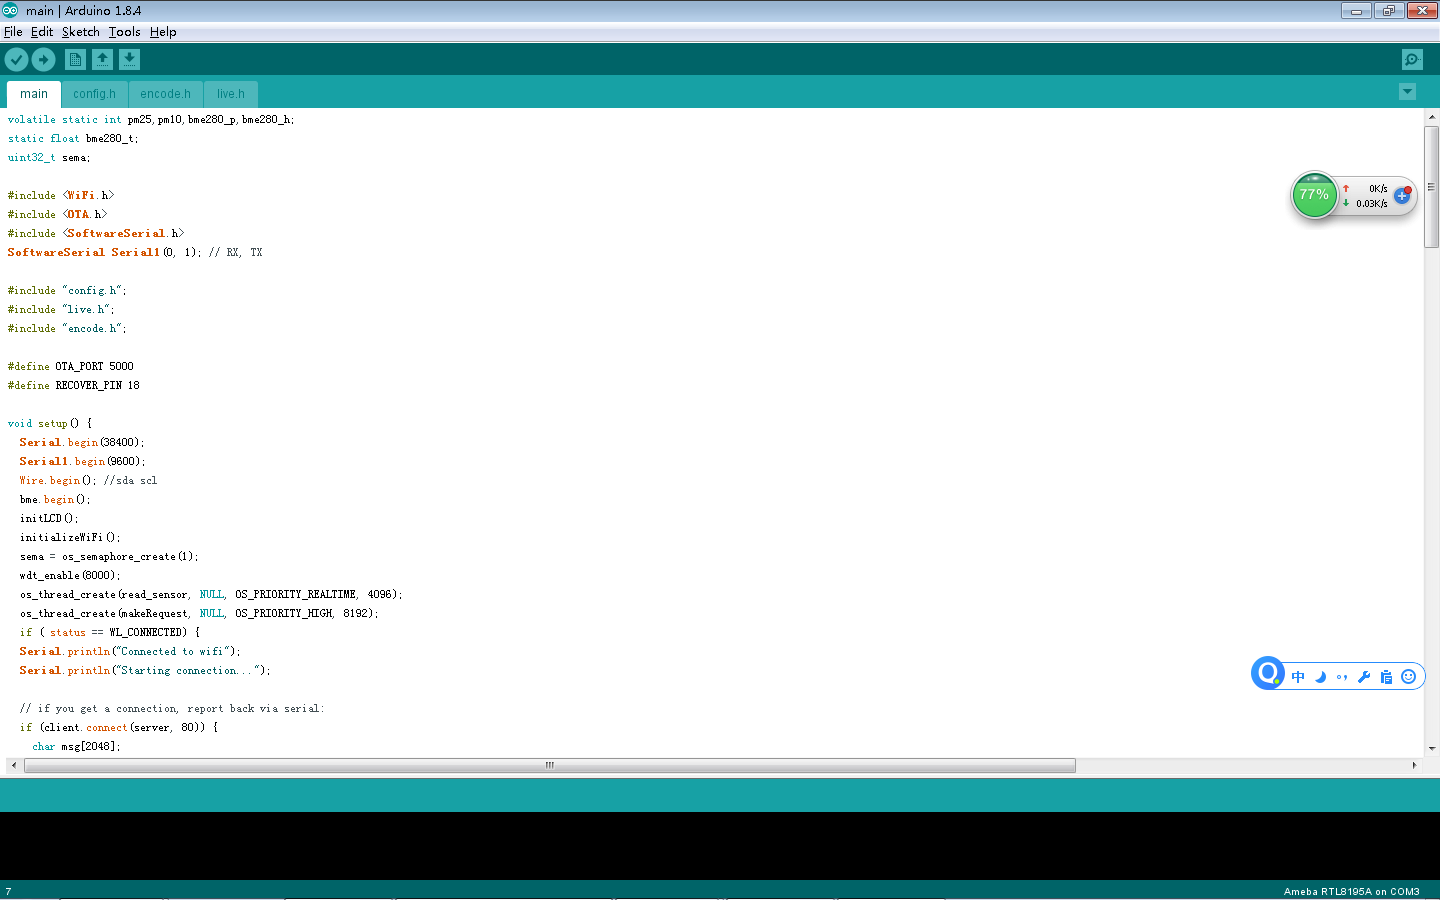 main | Arduino 1.8.4
File Edit Sketch Tools Help
main config.h encode.h live.h
volatile static int pm25,pm10,bme280_p,bme280_h;
static float bme280_t;
uint32_t sema;
#include <WiFi.h>
#include <OTA.h>
#include <SoftwareSerial.h>
SoftwareSerial Serial1(0, 1); // RX, TX
#include "config.h";
#include "live.h";
#include "encode.h";
#define OTA_PORT 5000
#define RECOVER_PIN 18
void setup() {
Serial.begin(38400);
Serial1.begin(9600);
Wire.begin(); //sda scl
bme.begin();
initLCD();
initializeWiFi();
sema = os_semaphore_create(1);
wdt_enable(8000);
os_thread_create(read_sensor, NULL, OS_PRIORITY_REALTIME, 4096);
os_thread_create(makeRequest, NULL, OS_PRIORITY_HIGH, 8192);
if ( status == WL_CONNECTED) {
Serial.println("Connected to wifi");
Serial.println("Starting connection...");
// if you get a connection, report back via serial:
if (client.connect(server, 80)) {
char msg[2048];
77%
0K/s
0.03K/s
中
7
Ameba RTL8195A on COM3